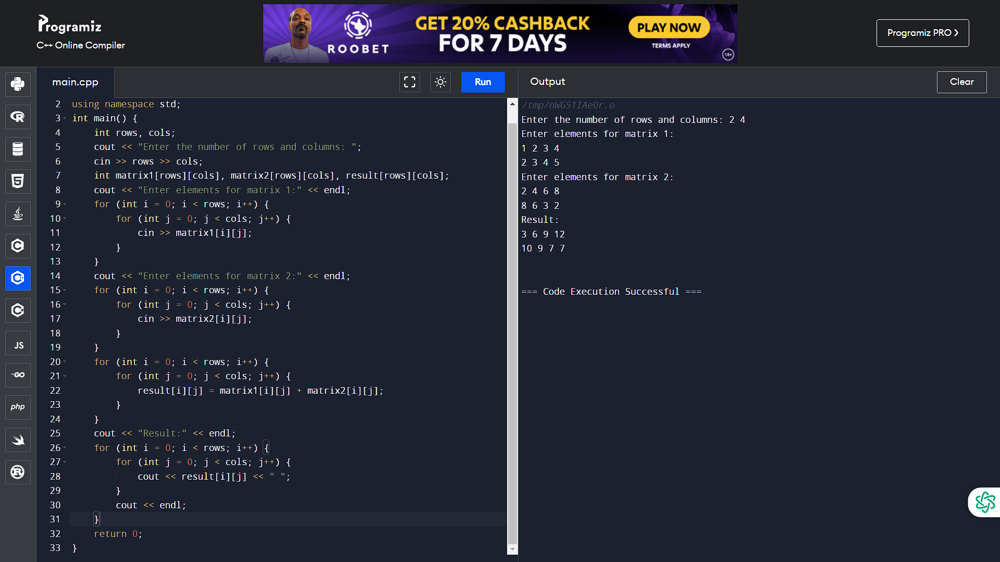 Programiz
C++ Online Compiler
ROOBET
GET 20% CASHBACK
FOR 7 DAYS
PLAY NOW
TERMS APPLY
18+
Programiz PRO ›
main.cpp
Run
Output
Clear
2 using namespace std;
3 int main() {
4     int rows, cols;
5     cout << "Enter the number of rows and columns: ";
6     cin >> rows >> cols;
7     int matrix1[rows][cols], matrix2[rows][cols], result[rows][cols];
8     cout << "Enter elements for matrix 1:" << endl;
9     for (int i = 0; i < rows; i++) {
10         for (int j = 0; j < cols; j++) {
11             cin >> matrix1[i][j];
12         }
13     }
14     cout << "Enter elements for matrix 2:" << endl;
15     for (int i = 0; i < rows; i++) {
16         for (int j = 0; j < cols; j++) {
17             cin >> matrix2[i][j];
18         }
19     }
20     for (int i = 0; i < rows; i++) {
21         for (int j = 0; j < cols; j++) {
22             result[i][j] = matrix1[i][j] + matrix2[i][j];
23         }
24     }
25     cout << "Result:" << endl;
26     for (int i = 0; i < rows; i++) {
27         for (int j = 0; j < cols; j++) {
28             cout << result[i][j] << " ";
29         }
30         cout << endl;
31     }
32     return 0;
33 }
/tmp/nWG51IAe0r.o
Enter the number of rows and columns: 2 4
Enter elements for matrix 1:
1 2 3 4
2 3 4 5
Enter elements for matrix 2:
2 4 6 8
8 6 3 2
Result:
3 6 9 12
10 9 7 7
=== Code Execution Successful ===
R
5
C
C+
C#
JS
GO
php
R